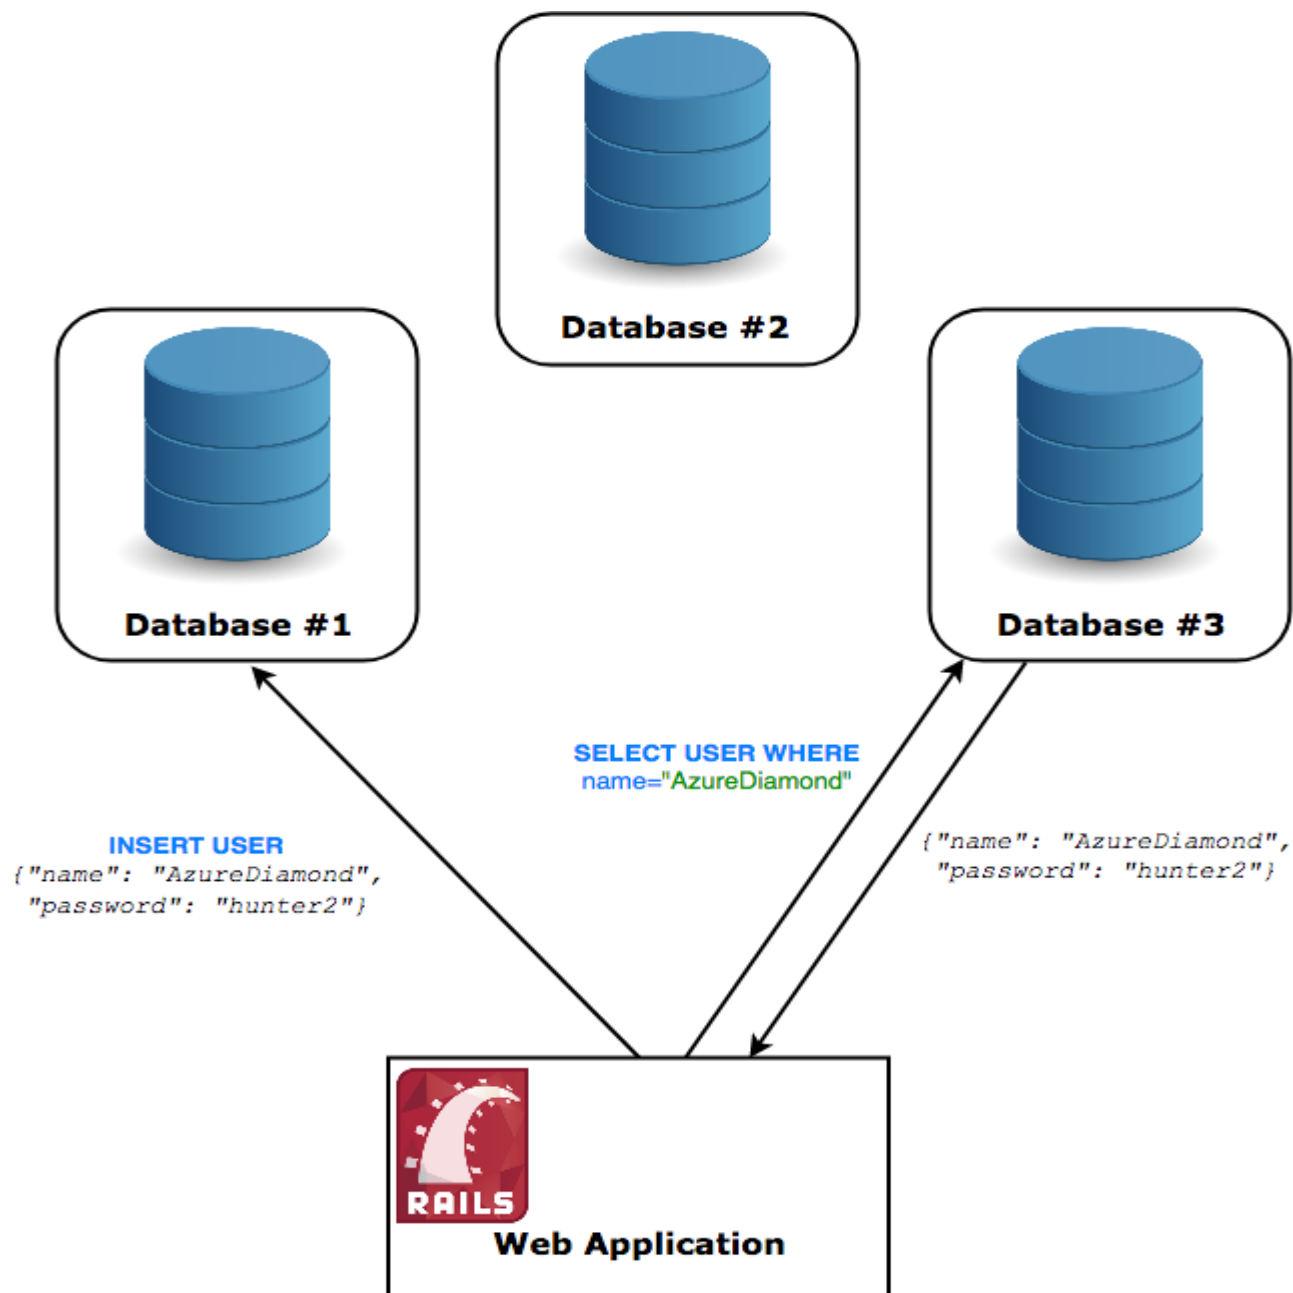 Database #2
Database #1
Database #3
SELECT USER WHERE
name="AzureDiamond"
INSERT USER
{"name": "AzureDiamond",
"password": "hunter2"}
{"name": "AzureDiamond",
"password": "hunter2"}
RAILS
Web Application